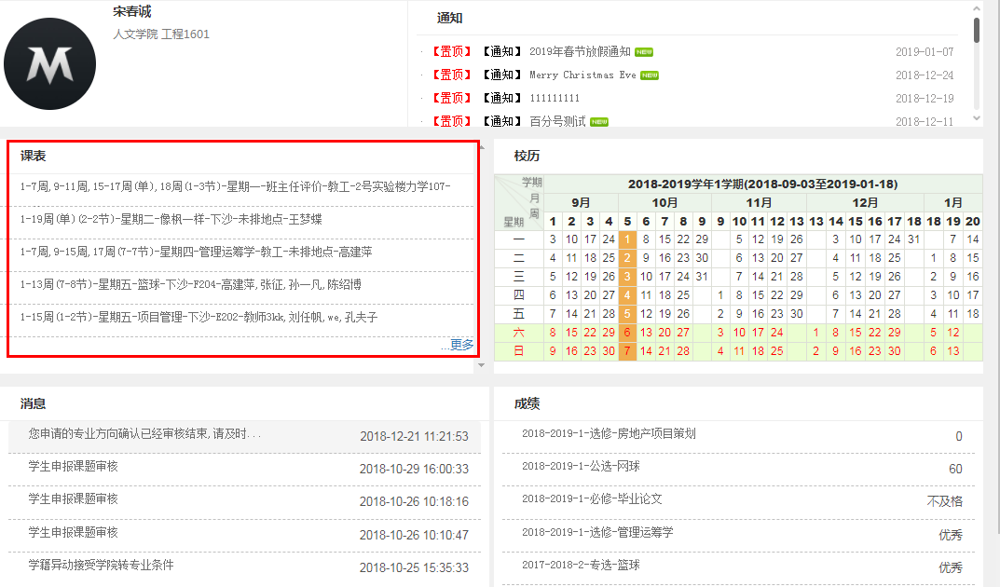 宋春诚
人文学院 工程1601
通知
· 【置顶】 【通知】 2019年春节放假通知 NEW 2019-01-07
· 【置顶】 【通知】 Merry Christmas Eve NEW 2018-12-24
· 【置顶】 【通知】 111111111 2018-12-19
· 【置顶】 【通知】 百分号测试 NEW 2018-12-11
课表
1-7周,9-11周,15-17周(单),18周(1-3节)-星期一-班主任评价-教工-2号实验楼力学107-
1-19周(单)(2-2节)-星期二-像枫一样-下沙-未排地点-王梦蝶
1-7周,9-15周,17周(7-7节)-星期四-管理运筹学-教工-未排地点-高建萍
1-13周(7-8节)-星期五-篮球-下沙-F204-高建萍,张征,孙一凡,陈绍博
1-15周(1-2节)-星期五-项目管理-下沙-E202-教师3kk,刘任帆,we,孔夫子
...更多
校历
学期 2018-2019学年1学期(2018-09-03至2019-01-18)
月 9月 10月 11月 12月 1月
星期 周 1 2 3 4 5 6 7 8 9 9 10 11 12 13 13 14 15 16 17 18 18 19 20
一 3 10 17 24 1 8 15 22 29 5 12 19 26 3 10 17 24 31 7 14
二 4 11 18 25 2 9 16 23 30 6 13 20 27 4 11 18 25 1 8 15
三 5 12 19 26 3 10 17 24 31 7 14 21 28 5 12 19 26 2 9 16
四 6 13 20 27 4 11 18 25 1 8 15 22 29 6 13 20 27 3 10 17
五 7 14 21 28 5 12 19 26 2 9 16 23 30 7 14 21 28 4 11 18
六 8 15 22 29 6 13 20 27 3 10 17 24 1 8 15 22 29 5 12
日 9 16 23 30 7 14 21 28 4 11 18 25 2 9 16 23 30 6 13
消息
您申请的专业方向确认已经审核结束,请及时... 2018-12-21 11:21:53
学生申报课题审核 2018-10-29 16:00:33
学生申报课题审核 2018-10-26 10:18:16
学生申报课题审核 2018-10-26 10:10:47
学籍异动接受学院转专业条件 2018-10-25 15:35:33
成绩
2018-2019-1-选修-房地产项目策划 0
2018-2019-1-公选-网球 60
2018-2019-1-必修-毕业论文 不及格
2018-2019-1-选修-管理运筹学 优秀
2017-2018-2-专选-篮球 优秀